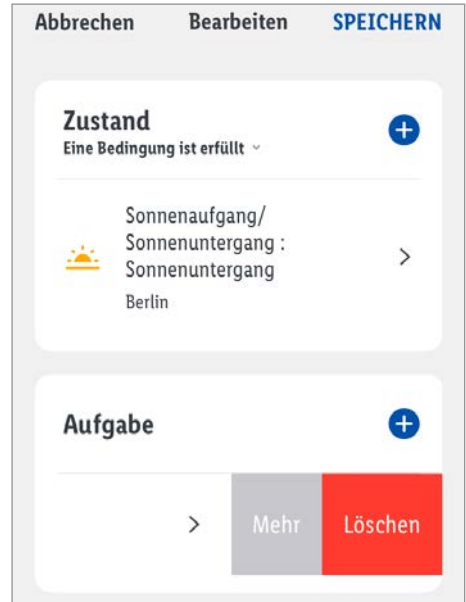 Abbrechen Bearbeiten SPEICHERN
Zustand
Eine Bedingung ist erfüllt
Sonnenaufgang/
Sonnenuntergang :
Sonnenuntergang
Berlin
Aufgabe
Mehr Löschen